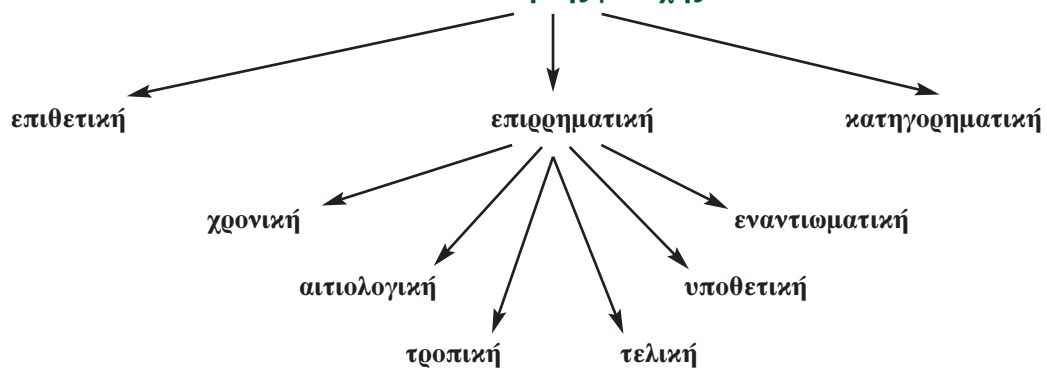 επιθετική επιρρηματική κατηγορηματική
χρονική εναντιωματική
αιτιολογική υποθετική
τροπική τελική